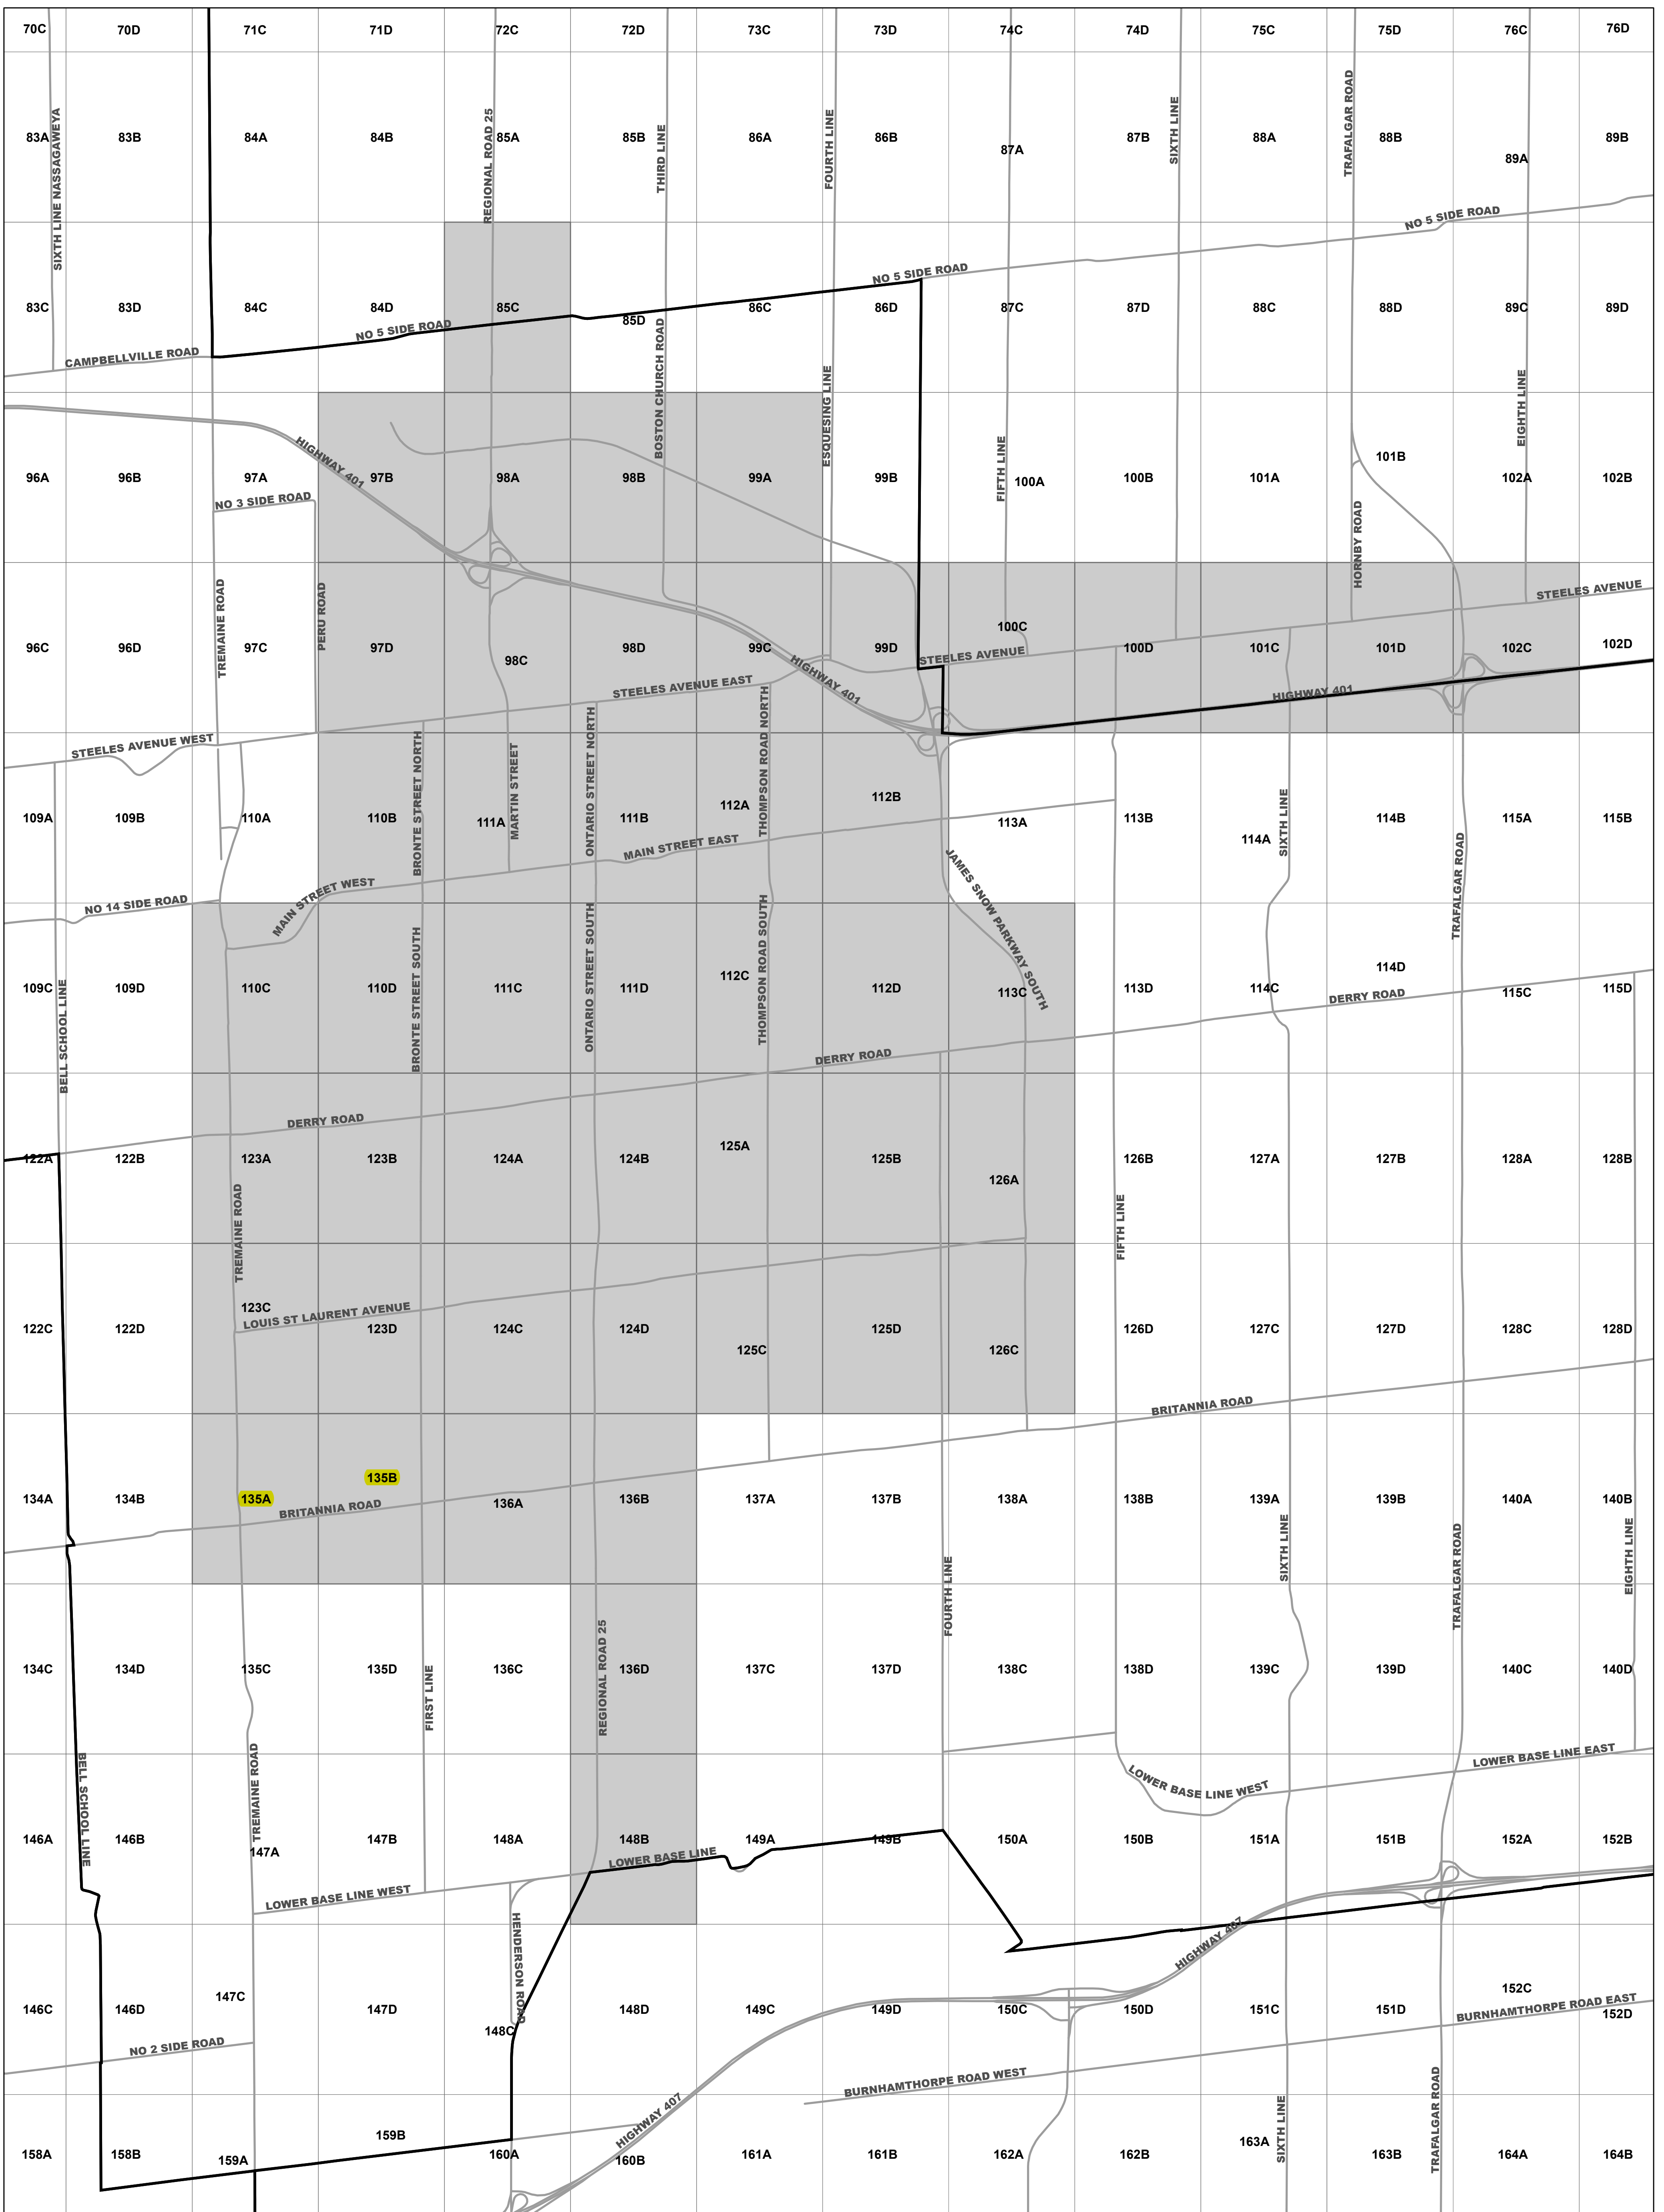 70C 70D 71C 71D 72C 72D 73C 73D 74C 74D 75C 75D 76C 76D
83A 83B 84A 84B 85A 85B 86A 86B 87A 87B 88A 88B 89A 89B
SIXTH LINE NASSAGAWEYA
REGIONAL ROAD 25
THIRD LINE
FOURTH LINE
SIXTH LINE
TRAFALGAR ROAD
NO 5 SIDE ROAD
NO 5 SIDE ROAD
83C 83D 84C 84D 85C 85D 86C 86D 87C 87D 88C 88D 89C 89D
NO 5 SIDE ROAD
CAMPBELLVILLE ROAD
BOSTON CHURCH ROAD
ESQUESING LINE
EIGHTH LINE
HIGHWAY 401
FIFTH LINE
96A 96B 97A 97B 98A 98B 99A 99B 100A 100B 101A 101B 102A 102B
NO 3 SIDE ROAD
HORNBY ROAD
TREMAINE ROAD
PERU ROAD
STEELES AVENUE
96C 96D 97C 97D 98C 98D 99C 99D 100C 100D 101C 101D 102C 102D
STEELES AVENUE
HIGHWAY 401
STEELES AVENUE EAST
HIGHWAY 401
STEELES AVENUE WEST
BRONTE STREET NORTH
MARTIN STREET
ONTARIO STREET NORTH
THOMPSON ROAD NORTH
109A 109B 110A 110B 111A 111B 112A 112B 113A 113B 114A 114B 115A 115B
SIXTH LINE
MAIN STREET EAST
TRAFALGAR ROAD
JAMES SNOW PARKWAY SOUTH
MAIN STREET WEST
NO 14 SIDE ROAD
BRONTE STREET SOUTH
ONTARIO STREET SOUTH
THOMPSON ROAD SOUTH
109C 109D 110C 110D 111C 111D 112C 112D 113C 113D 114C 114D 115C 115D
BELL SCHOOL LINE
DERRY ROAD
DERRY ROAD
DERRY ROAD
122A 122B 123A 123B 124A 124B 125A 125B 126A 126B 127A 127B 128A 128B
TREMAINE ROAD
FIFTH LINE
LOUIS ST LAURENT AVENUE
122C 122D 123C 123D 124C 124D 125C 125D 126C 126D 127C 127D 128C 128D
BRITANNIA ROAD
134A 134B 135A 135B 136A 136B 137A 137B 138A 138B 139A 139B 140A 140B
BRITANNIA ROAD
FOURTH LINE
SIXTH LINE
TRAFALGAR ROAD
EIGHTH LINE
134C 134D 135C 135D 136C 136D 137C 137D 138C 138D 139C 139D 140C 140D
FIRST LINE
REGIONAL ROAD 25
BELL SCHOOL LINE
TREMAINE ROAD
LOWER BASE LINE WEST
LOWER BASE LINE EAST
146A 146B 147A 147B 148A 148B 149A 149B 150A 150B 151A 151B 152A 152B
LOWER BASE LINE
LOWER BASE LINE WEST
HENDERSON ROAD
HIGHWAY 407
146C 146D 147C 147D 148C 148D 149C 149D 150C 150D 151C 151D 152C 152D
BURNHAMTHORPE ROAD EAST
NO 2 SIDE ROAD
BURNHAMTHORPE ROAD WEST
HIGHWAY 407
SIXTH LINE
TRAFALGAR ROAD
158A 158B 159A 159B 160A 160B 161A 161B 162A 162B 163A 163B 164A 164B